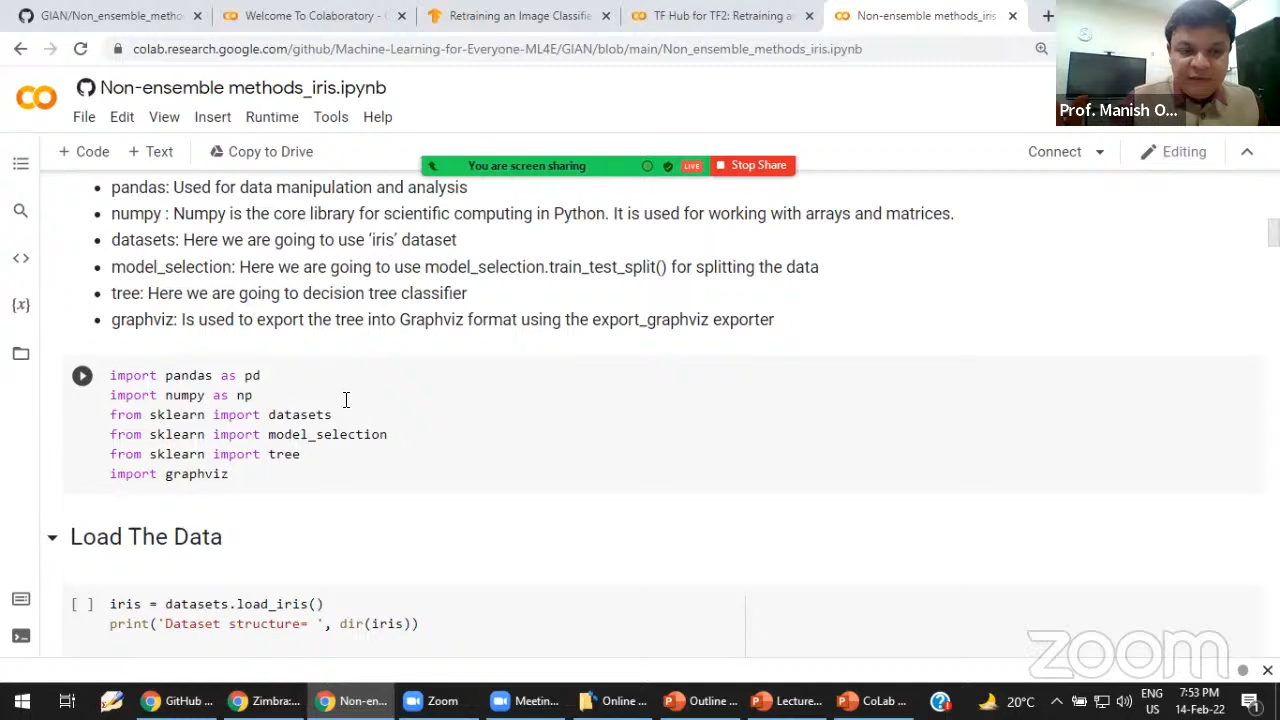 GIAN/Non_ensemble_metho
Welcome To Colaboratory -
Retraining an Image Classifie
TF Hub for TF2: Retraining a
Non-ensemble methods_iris.ipyn
colab.research.google.com/github/Machine-Learning-for-Everyone-ML4E/GIAN/blob/main/Non_ensemble_methods_iris.ipynb
Prof. Manish O...
Non-ensemble methods_iris.ipynb
File Edit View Insert Runtime Tools Help
+ Code + Text Copy to Drive
You are screen sharing LIVE Stop Share
Connect Editing
• pandas: Used for data manipulation and analysis
• numpy : Numpy is the core library for scientific computing in Python. It is used for working with arrays and matrices.
• datasets: Here we are going to use ‘iris’ dataset
• model_selection: Here we are going to use model_selection.train_test_split() for splitting the data
• tree: Here we are going to decision tree classifier
• graphviz: Is used to export the tree into Graphviz format using the export_graphviz exporter
import pandas as pd
import numpy as np
from sklearn import datasets
from sklearn import model_selection
from sklearn import tree
import graphviz
Load The Data
[ ] iris = datasets.load_iris()
print('Dataset structure= ', dir(iris))
zoom
GitHub ...
Zimbra:...
Non-en...
Zoom
Meetin...
Online ...
Outline ...
Lecture...
CoLab ...
20°C
ENG
US
7:53 PM
14-Feb-22
1